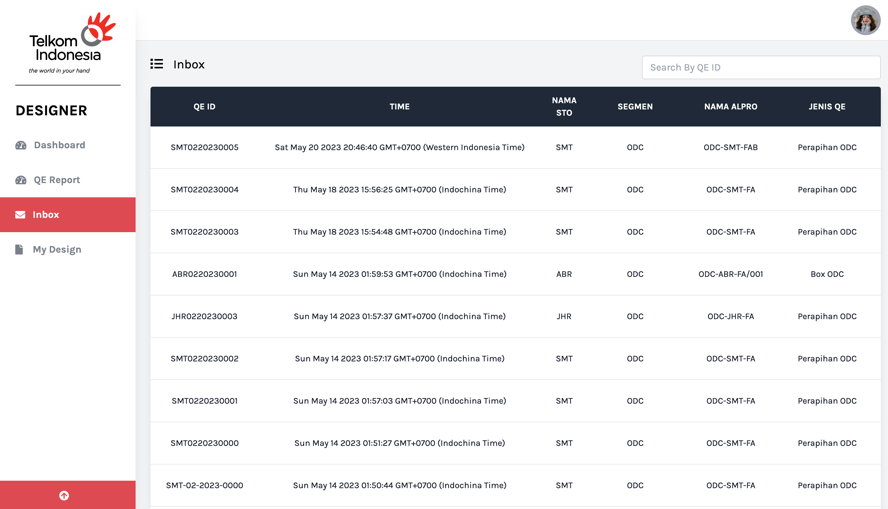 Telkom
Indonesia
the world in your hand
DESIGNER
Dashboard
QE Report
Inbox
My Design
Inbox
Search By QE ID
QE ID TIME NAMA STO SEGMEN NAMA ALPRO JENIS QE
SMT0220230005 Sat May 20 2023 20:46:40 GMT+0700 (Western Indonesia Time) SMT ODC ODC-SMT-FAB Perapihan ODC
SMT0220230004 Thu May 18 2023 15:56:25 GMT+0700 (Indochina Time) SMT ODC ODC-SMT-FA Perapihan ODC
SMT0220230003 Thu May 18 2023 15:54:48 GMT+0700 (Indochina Time) SMT ODC ODC-SMT-FA Perapihan ODC
ABR0220230001 Sun May 14 2023 01:59:53 GMT+0700 (Indochina Time) ABR ODC ODC-ABR-FA/001 Box ODC
JHR0220230003 Sun May 14 2023 01:57:37 GMT+0700 (Indochina Time) JHR ODC ODC-JHR-FA Perapihan ODC
SMT0220230002 Sun May 14 2023 01:57:17 GMT+0700 (Indochina Time) SMT ODC ODC-SMT-FA Perapihan ODC
SMT0220230001 Sun May 14 2023 01:57:03 GMT+0700 (Indochina Time) SMT ODC ODC-SMT-FA Perapihan ODC
SMT0220230000 Sun May 14 2023 01:51:27 GMT+0700 (Indochina Time) SMT ODC ODC-SMT-FA Perapihan ODC
SMT-02-2023-0000 Sun May 14 2023 01:50:44 GMT+0700 (Indochina Time) SMT ODC ODC-SMT-FA Perapihan ODC